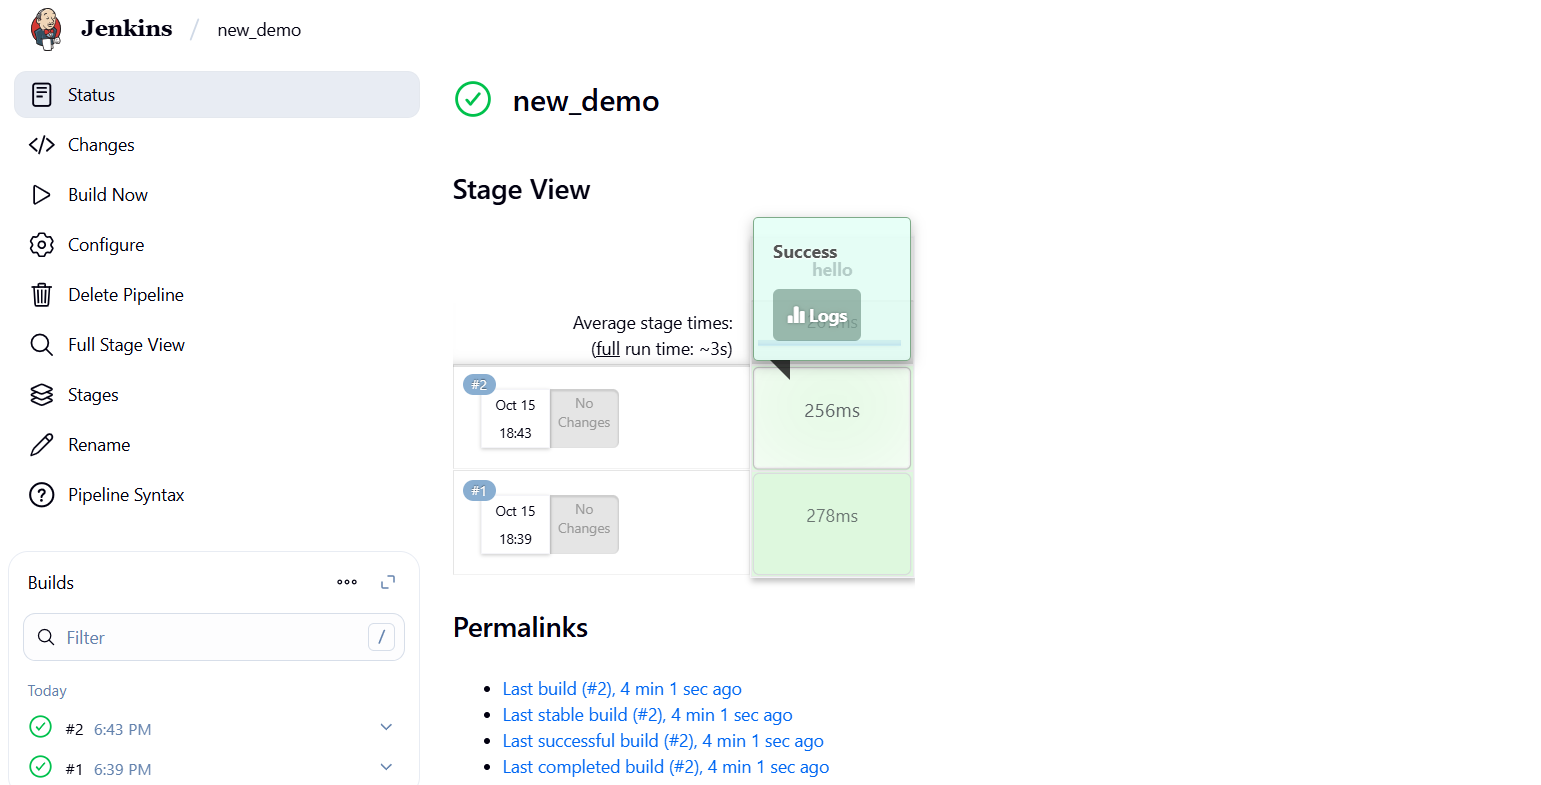 Jenkins / new_demo
Status
Changes
Build Now
Configure
Delete Pipeline
Full Stage View
Stages
Rename
Pipeline Syntax
Builds
Filter
/
Today
#2 6:43 PM
#1 6:39 PM
new_demo
Stage View
Success
hello
Logs
Average stage times:
(full run time: ~3s)
#2
Oct 15
18:43
No
Changes
256ms
#1
Oct 15
18:39
No
Changes
278ms
Permalinks
Last build (#2), 4 min 1 sec ago
Last stable build (#2), 4 min 1 sec ago
Last successful build (#2), 4 min 1 sec ago
Last completed build (#2), 4 min 1 sec ago